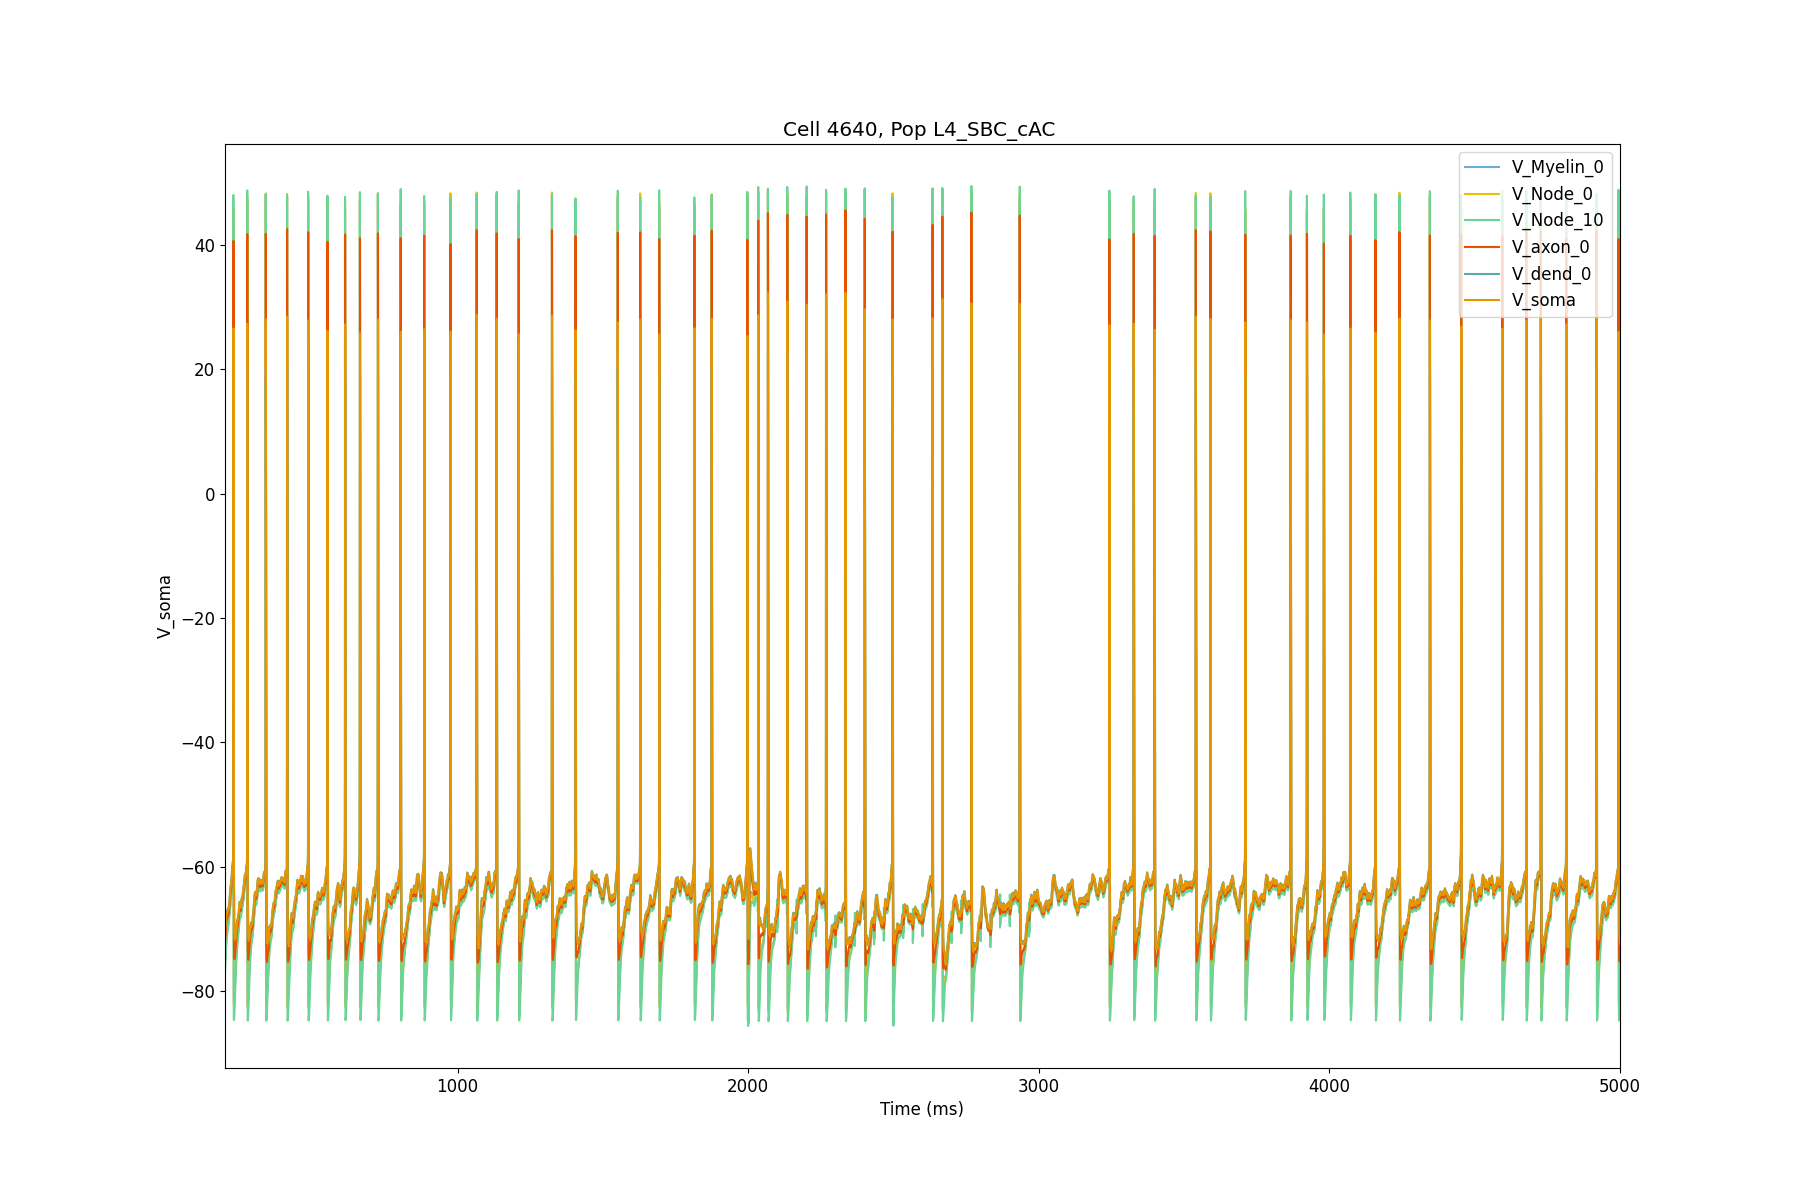 Cell 4640, Pop L4_SBC_cAC
V_Myelin_0
V_Node_0
V_Node_10
V_axon_0
V_dend_0
V_soma
V_soma
40
20
0
−20
−40
−60
−80
1000
2000
3000
4000
5000
Time (ms)